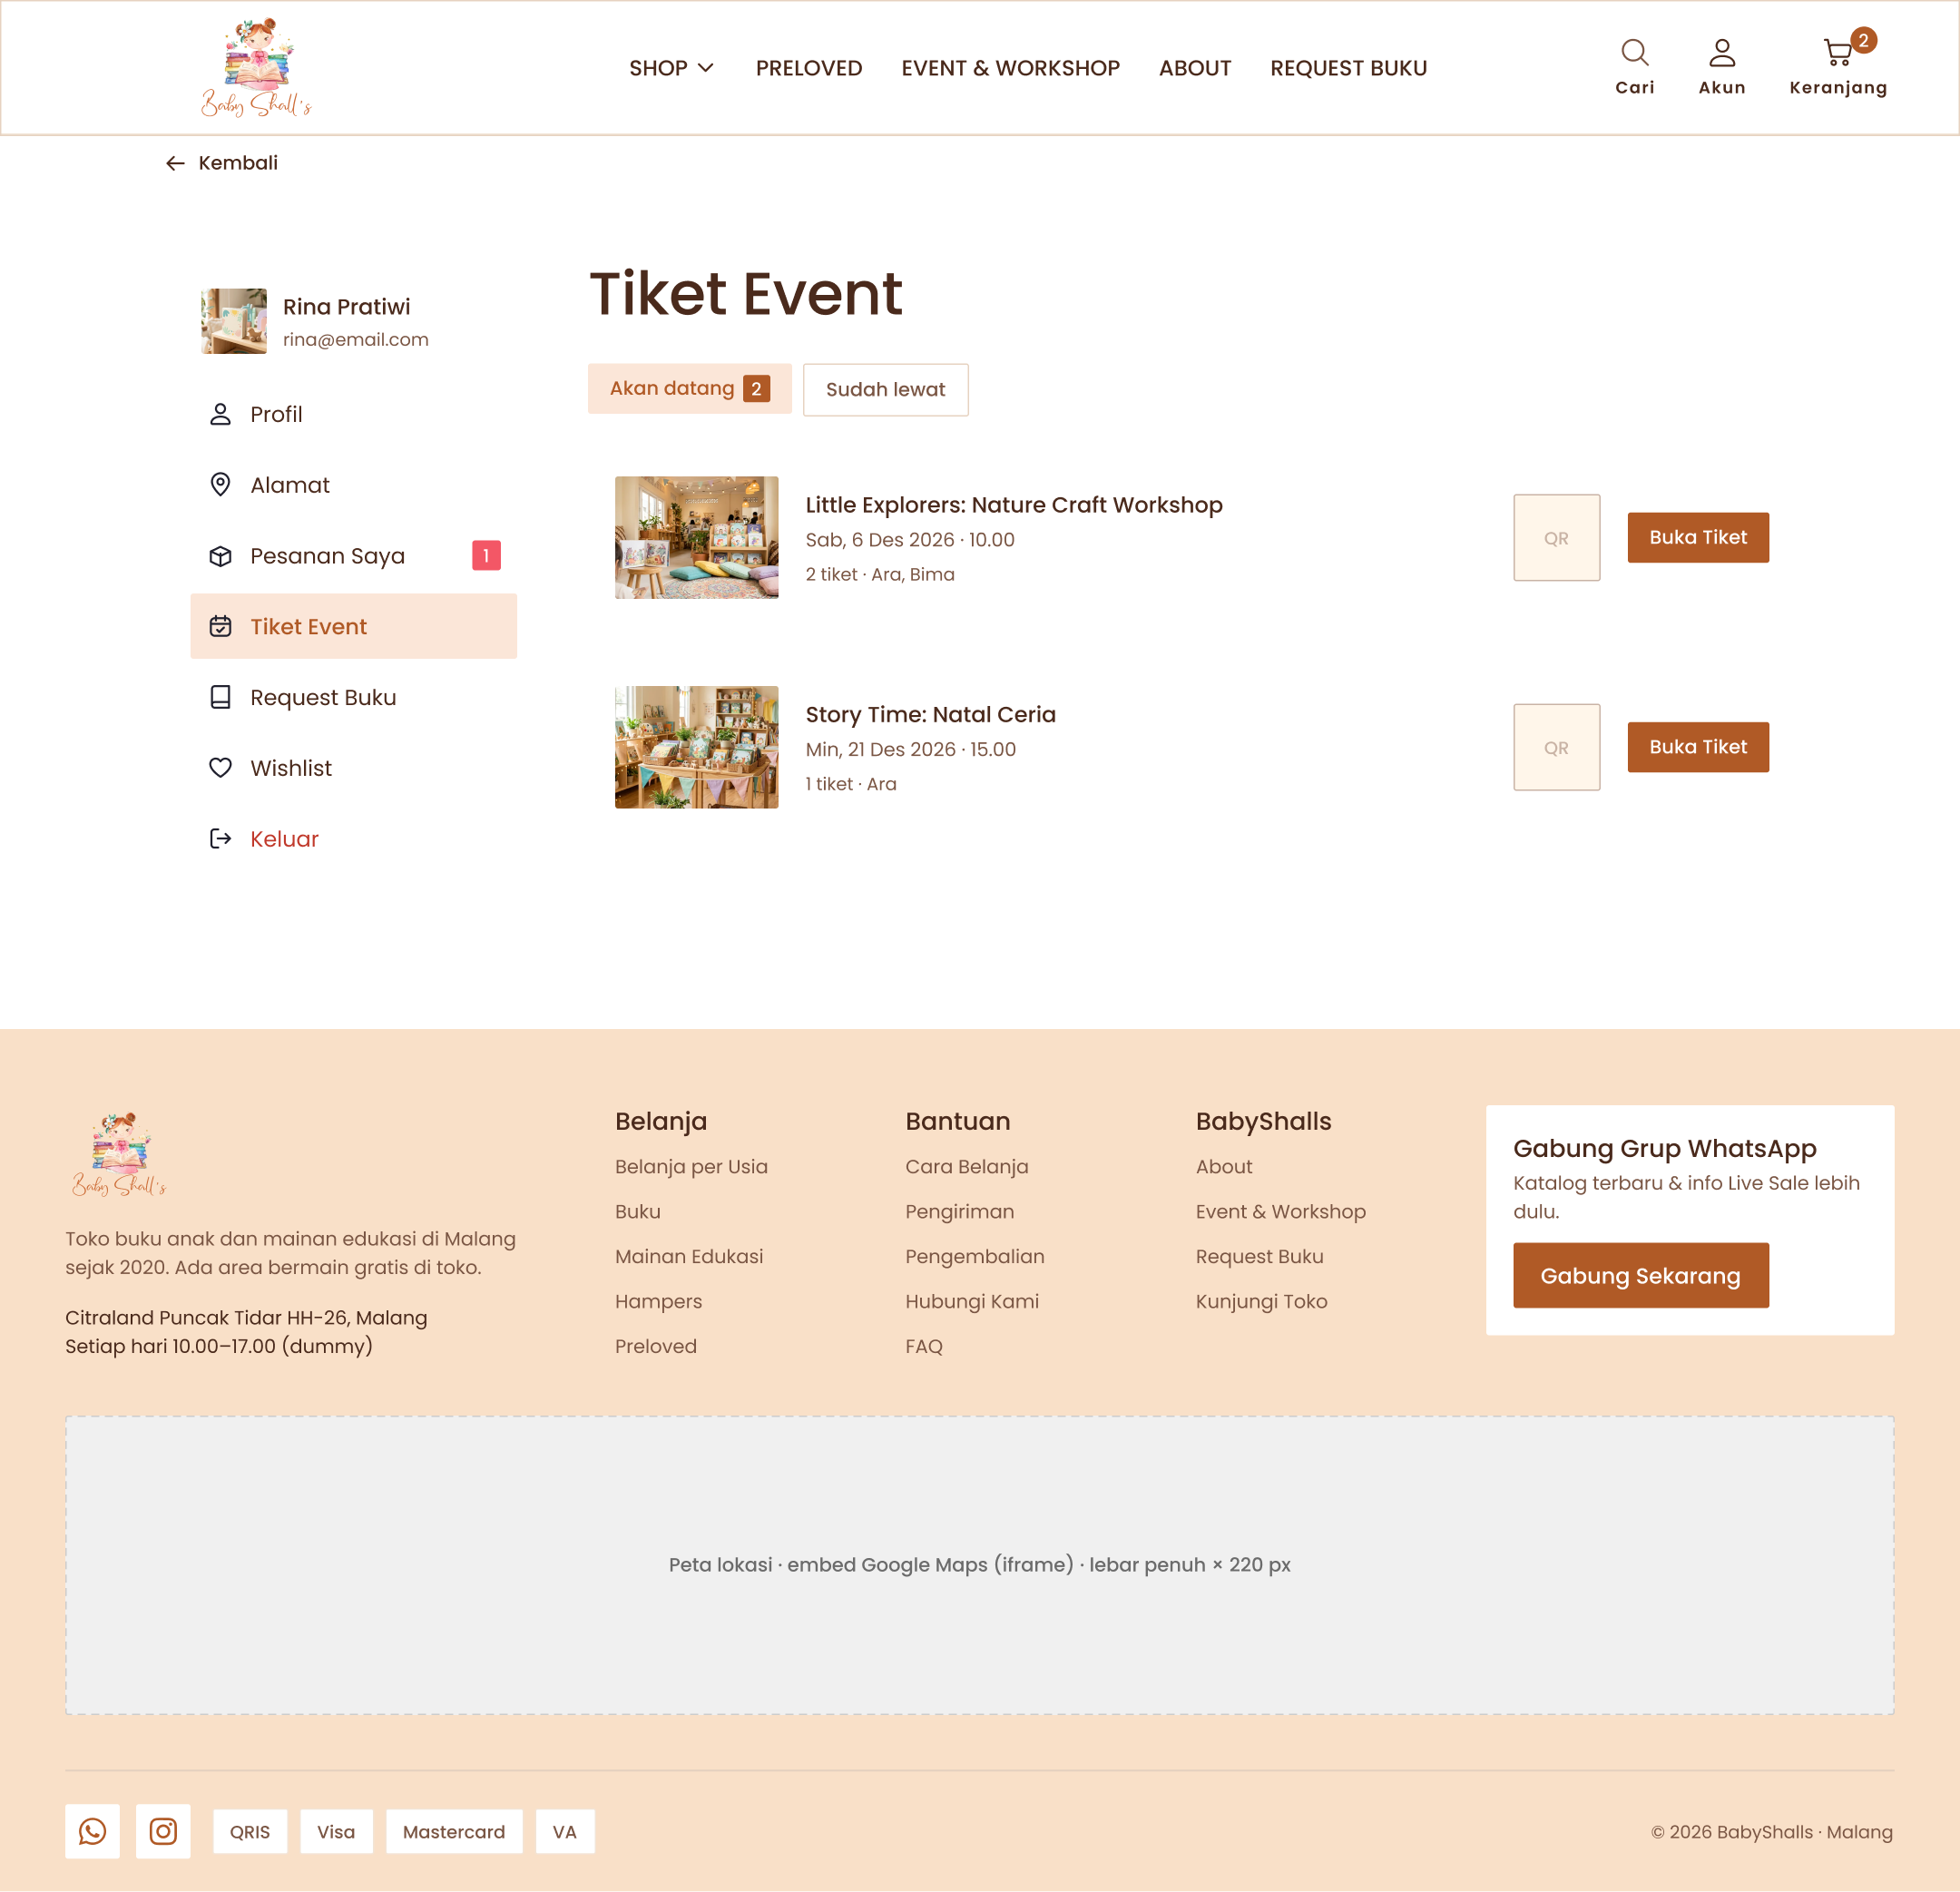 Baby Shall's
SHOP
PRELOVED
EVENT & WORKSHOP
ABOUT
REQUEST BUKU
Cari
Akun
2
Keranjang
Kembali
Rina Pratiwi
rina@email.com
Profil
Alamat
Pesanan Saya
1
Tiket Event
Request Buku
Wishlist
Keluar
Tiket Event
Akan datang 2
Sudah lewat
Little Explorers: Nature Craft Workshop
Sab, 6 Des 2026 · 10.00
2 tiket · Ara, Bima
QR
Buka Tiket
Story Time: Natal Ceria
Min, 21 Des 2026 · 15.00
1 tiket · Ara
QR
Buka Tiket
Baby Shall's
Toko buku anak dan mainan edukasi di Malang
sejak 2020. Ada area bermain gratis di toko.
Citraland Puncak Tidar HH-26, Malang
Setiap hari 10.00–17.00 (dummy)
Belanja
Belanja per Usia
Buku
Mainan Edukasi
Hampers
Preloved
Bantuan
Cara Belanja
Pengiriman
Pengembalian
Hubungi Kami
FAQ
BabyShalls
About
Event & Workshop
Request Buku
Kunjungi Toko
Gabung Grup WhatsApp
Katalog terbaru & info Live Sale lebih
dulu.
Gabung Sekarang
Peta lokasi · embed Google Maps (iframe) · lebar penuh × 220 px
QRIS
Visa
Mastercard
VA
© 2026 BabyShalls · Malang